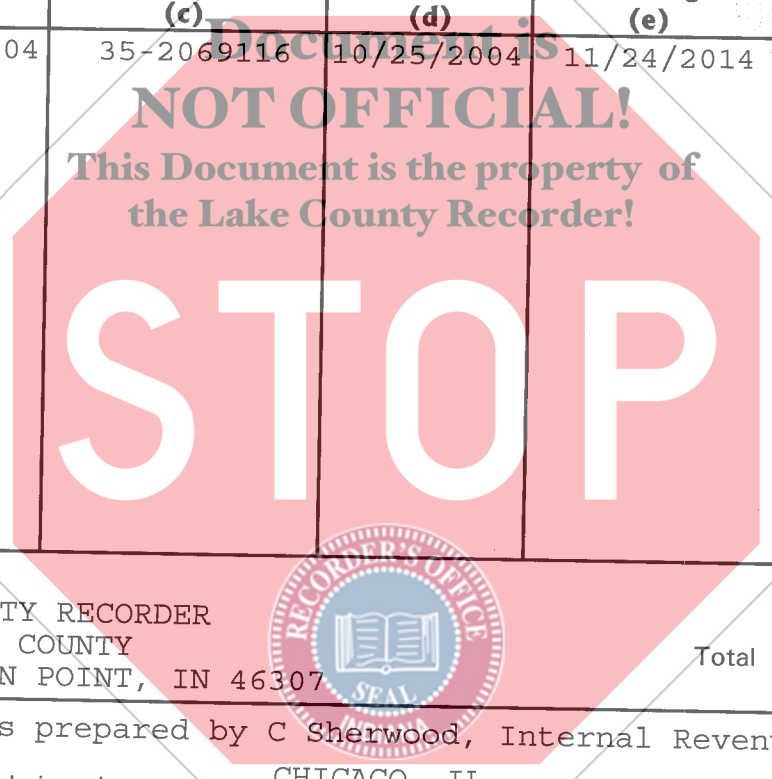 (c) (d) (e)
04 35-2069116 10/25/2004 11/24/2014
Document is
NOT OFFICIAL!
This Document is the property of
the Lake County Recorder!
STOP
RECORDER'S OFFICE
SEAL
INDIANA
TY RECORDER
COUNTY
N POINT, IN 46307
Total
s prepared by C Sherwood, Internal Reven
CHICAGO, IL